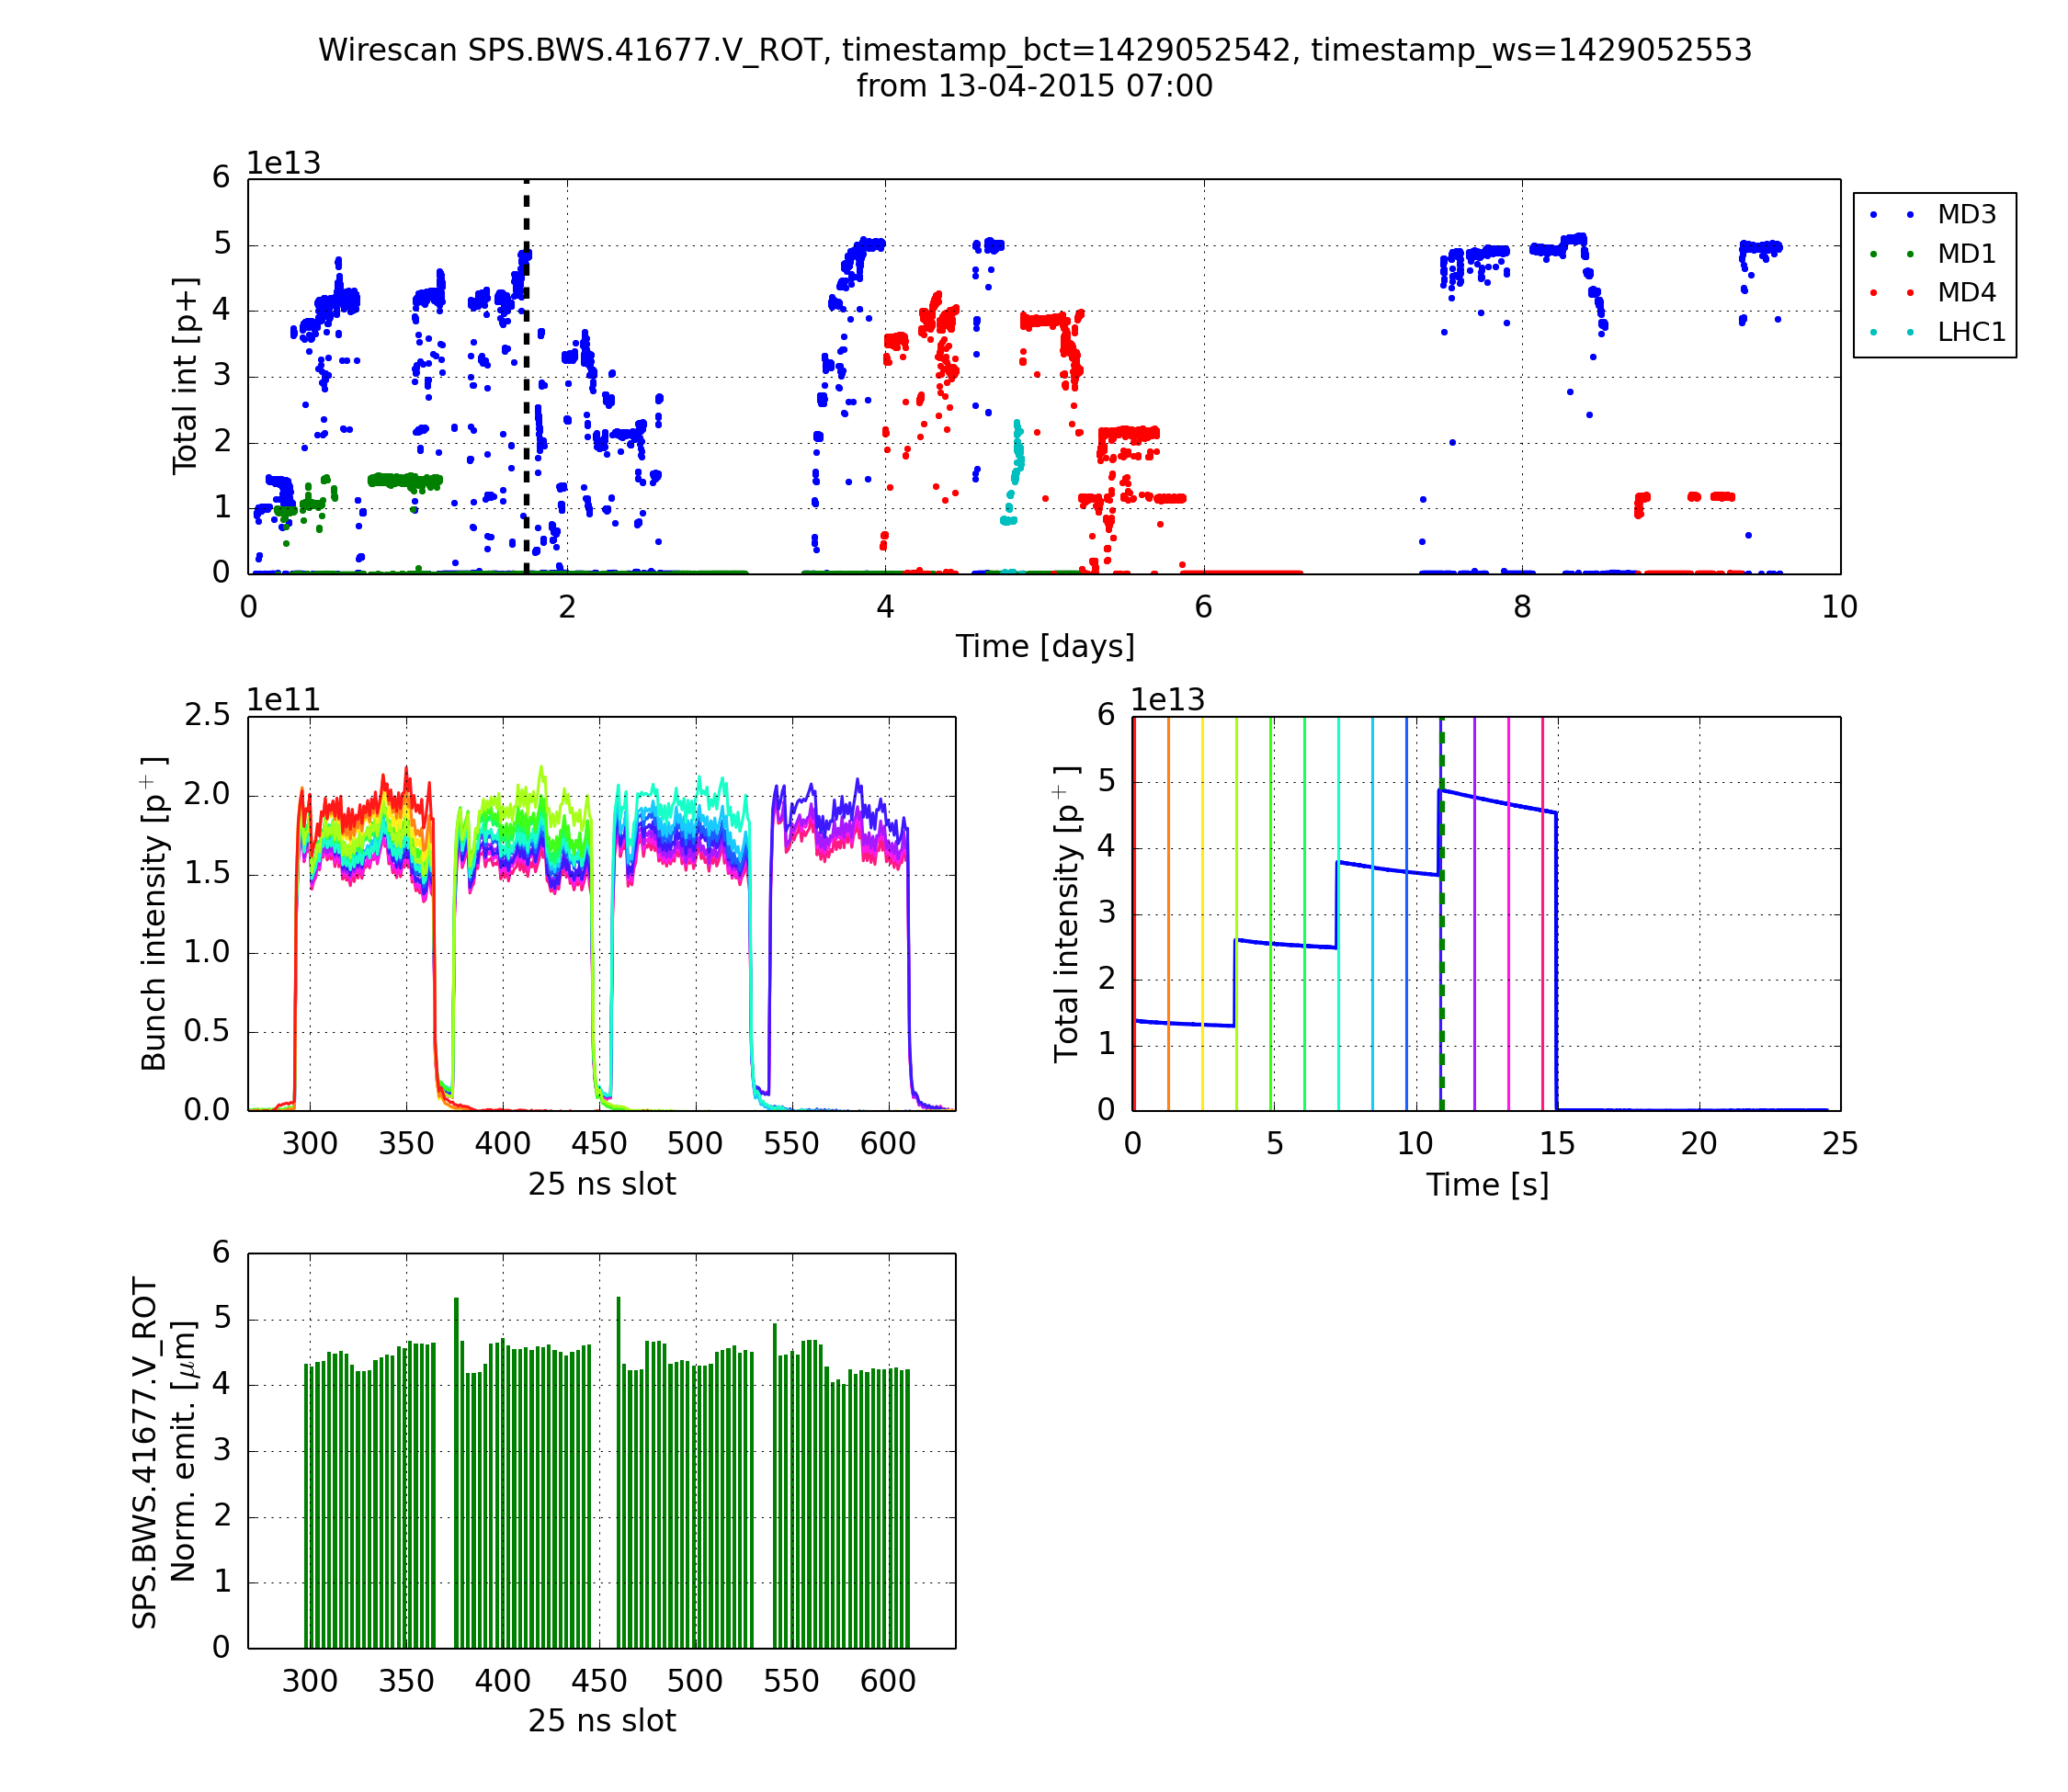 Wirescan SPS.BWS.41677.V_ROT, timestamp_bct=1429052542, timestamp_ws=1429052553
from 13-04-2015 07:00
1e13
6
5
4
3
2
1
0
Total int [p+]
0 2 4 6 8 10
Time [days]
MD3
MD1
MD4
LHC1
1e11
2.5
2.0
1.5
1.0
0.5
0.0
Bunch intensity [p+]
300 350 400 450 500 550 600
25 ns slot
1e13
6
5
4
3
2
1
0
Total intensity [p+]
0 5 10 15 20 25
Time [s]
6
5
4
3
2
1
0
SPS.BWS.41677.V_ROT
Norm. emit. [μm]
300 350 400 450 500 550 600
25 ns slot